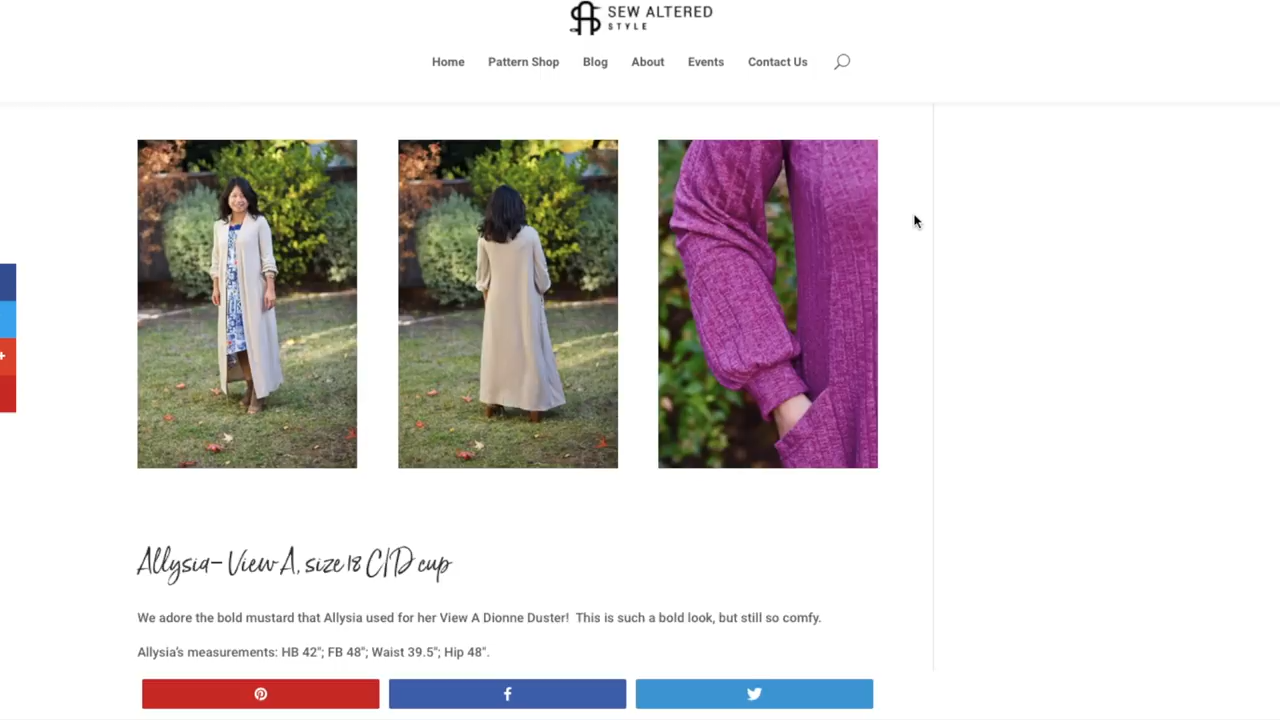 SEW ALTERED
STYLE
Home Pattern Shop Blog About Events Contact Us
Allysia– View A, size 18 C/D cup
We adore the bold mustard that Allysia used for her View A Dionne Duster!  This is such a bold look, but still so comfy.
Allysia's measurements: HB 42"; FB 48"; Waist 39.5"; Hip 48".